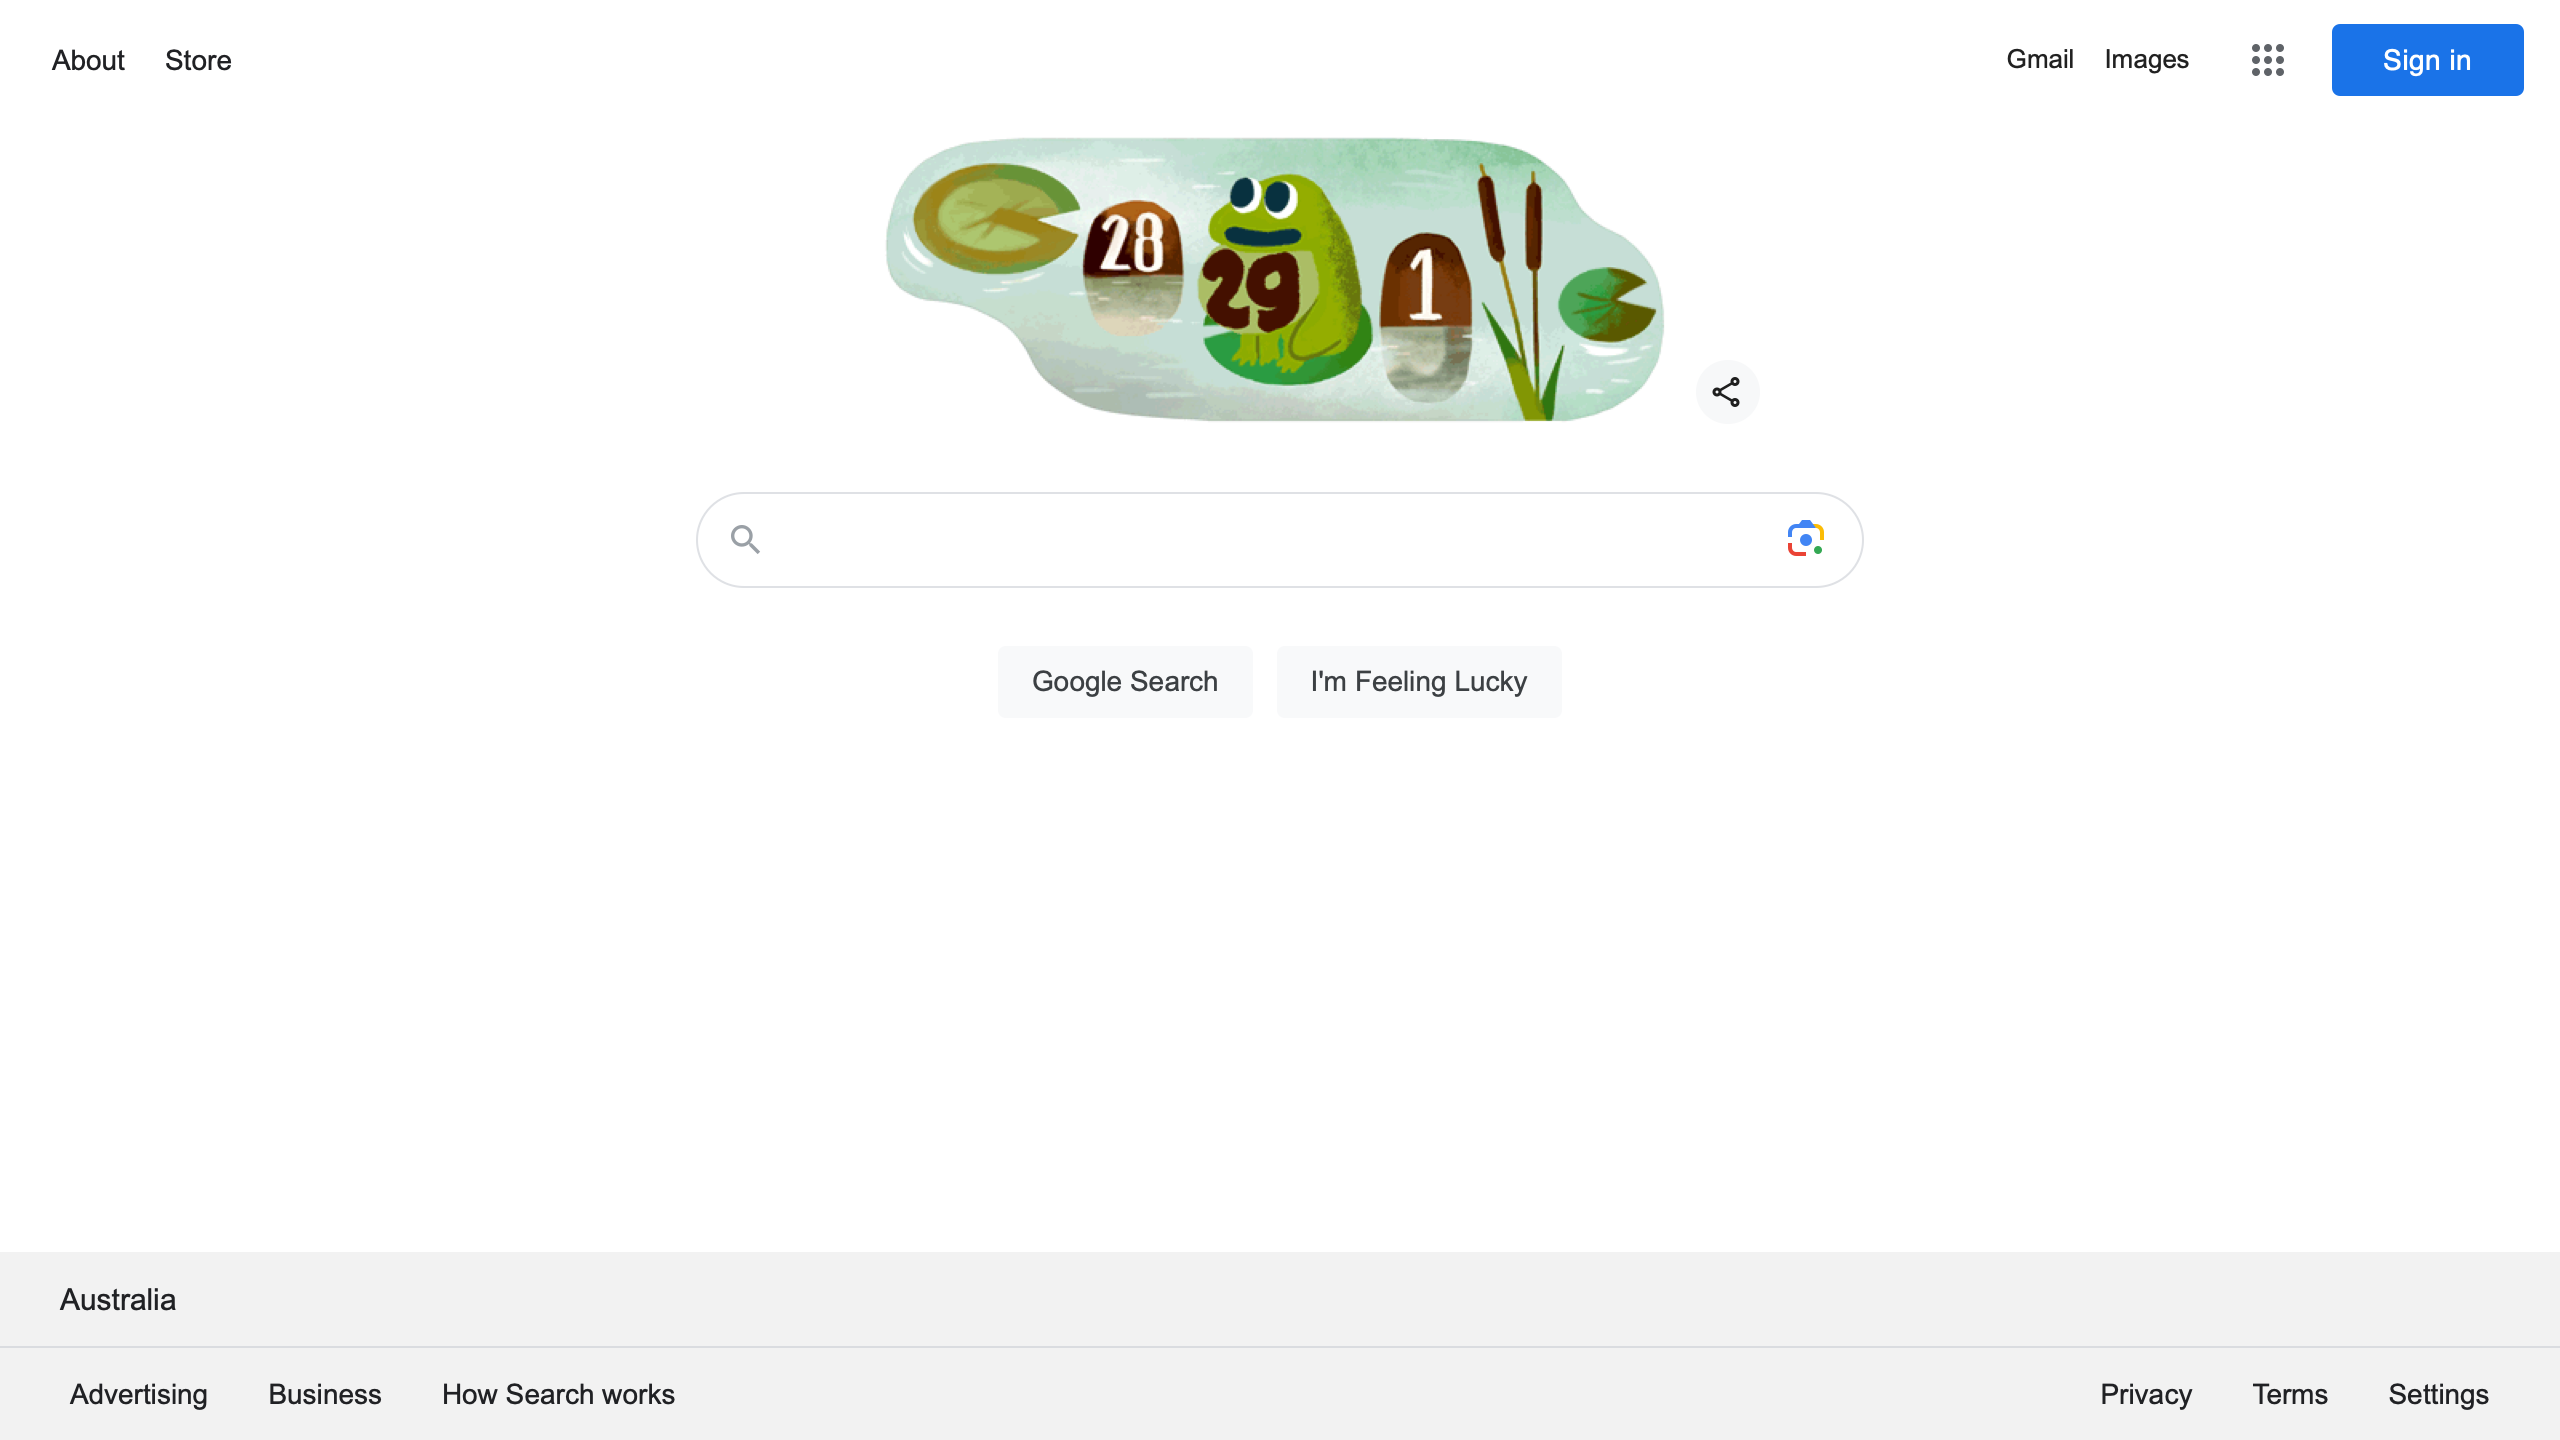 About Store Gmail Images Sign in
28 29 1
Google Search I'm Feeling Lucky
Australia
Advertising Business How Search works Privacy Terms Settings